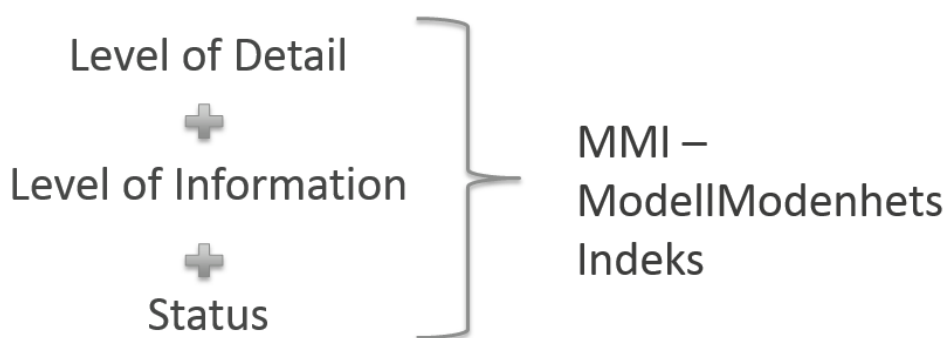 Level of Detail
Level of Information
Status
MMI –
ModellModenhets
Indeks